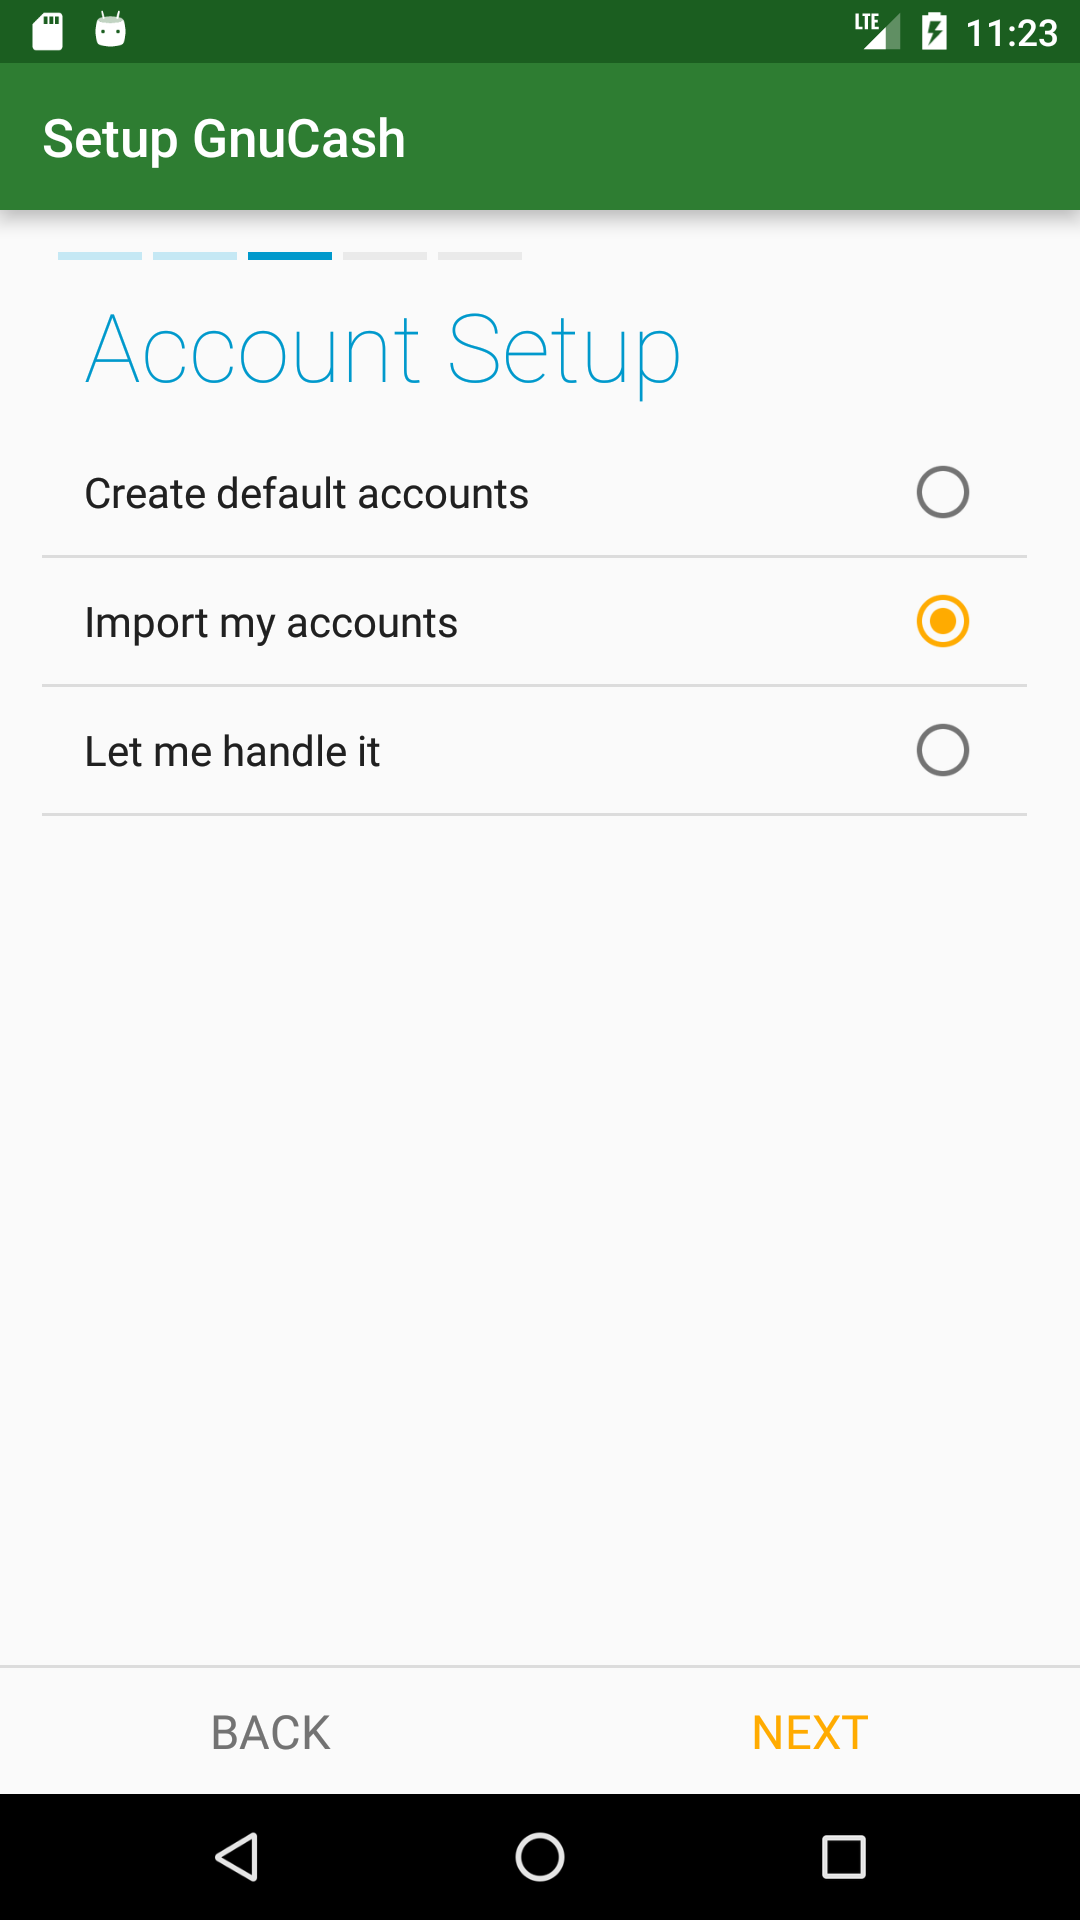 LTE 11:23
Setup GnuCash
Account Setup
Create default accounts
Import my accounts
Let me handle it
BACK NEXT